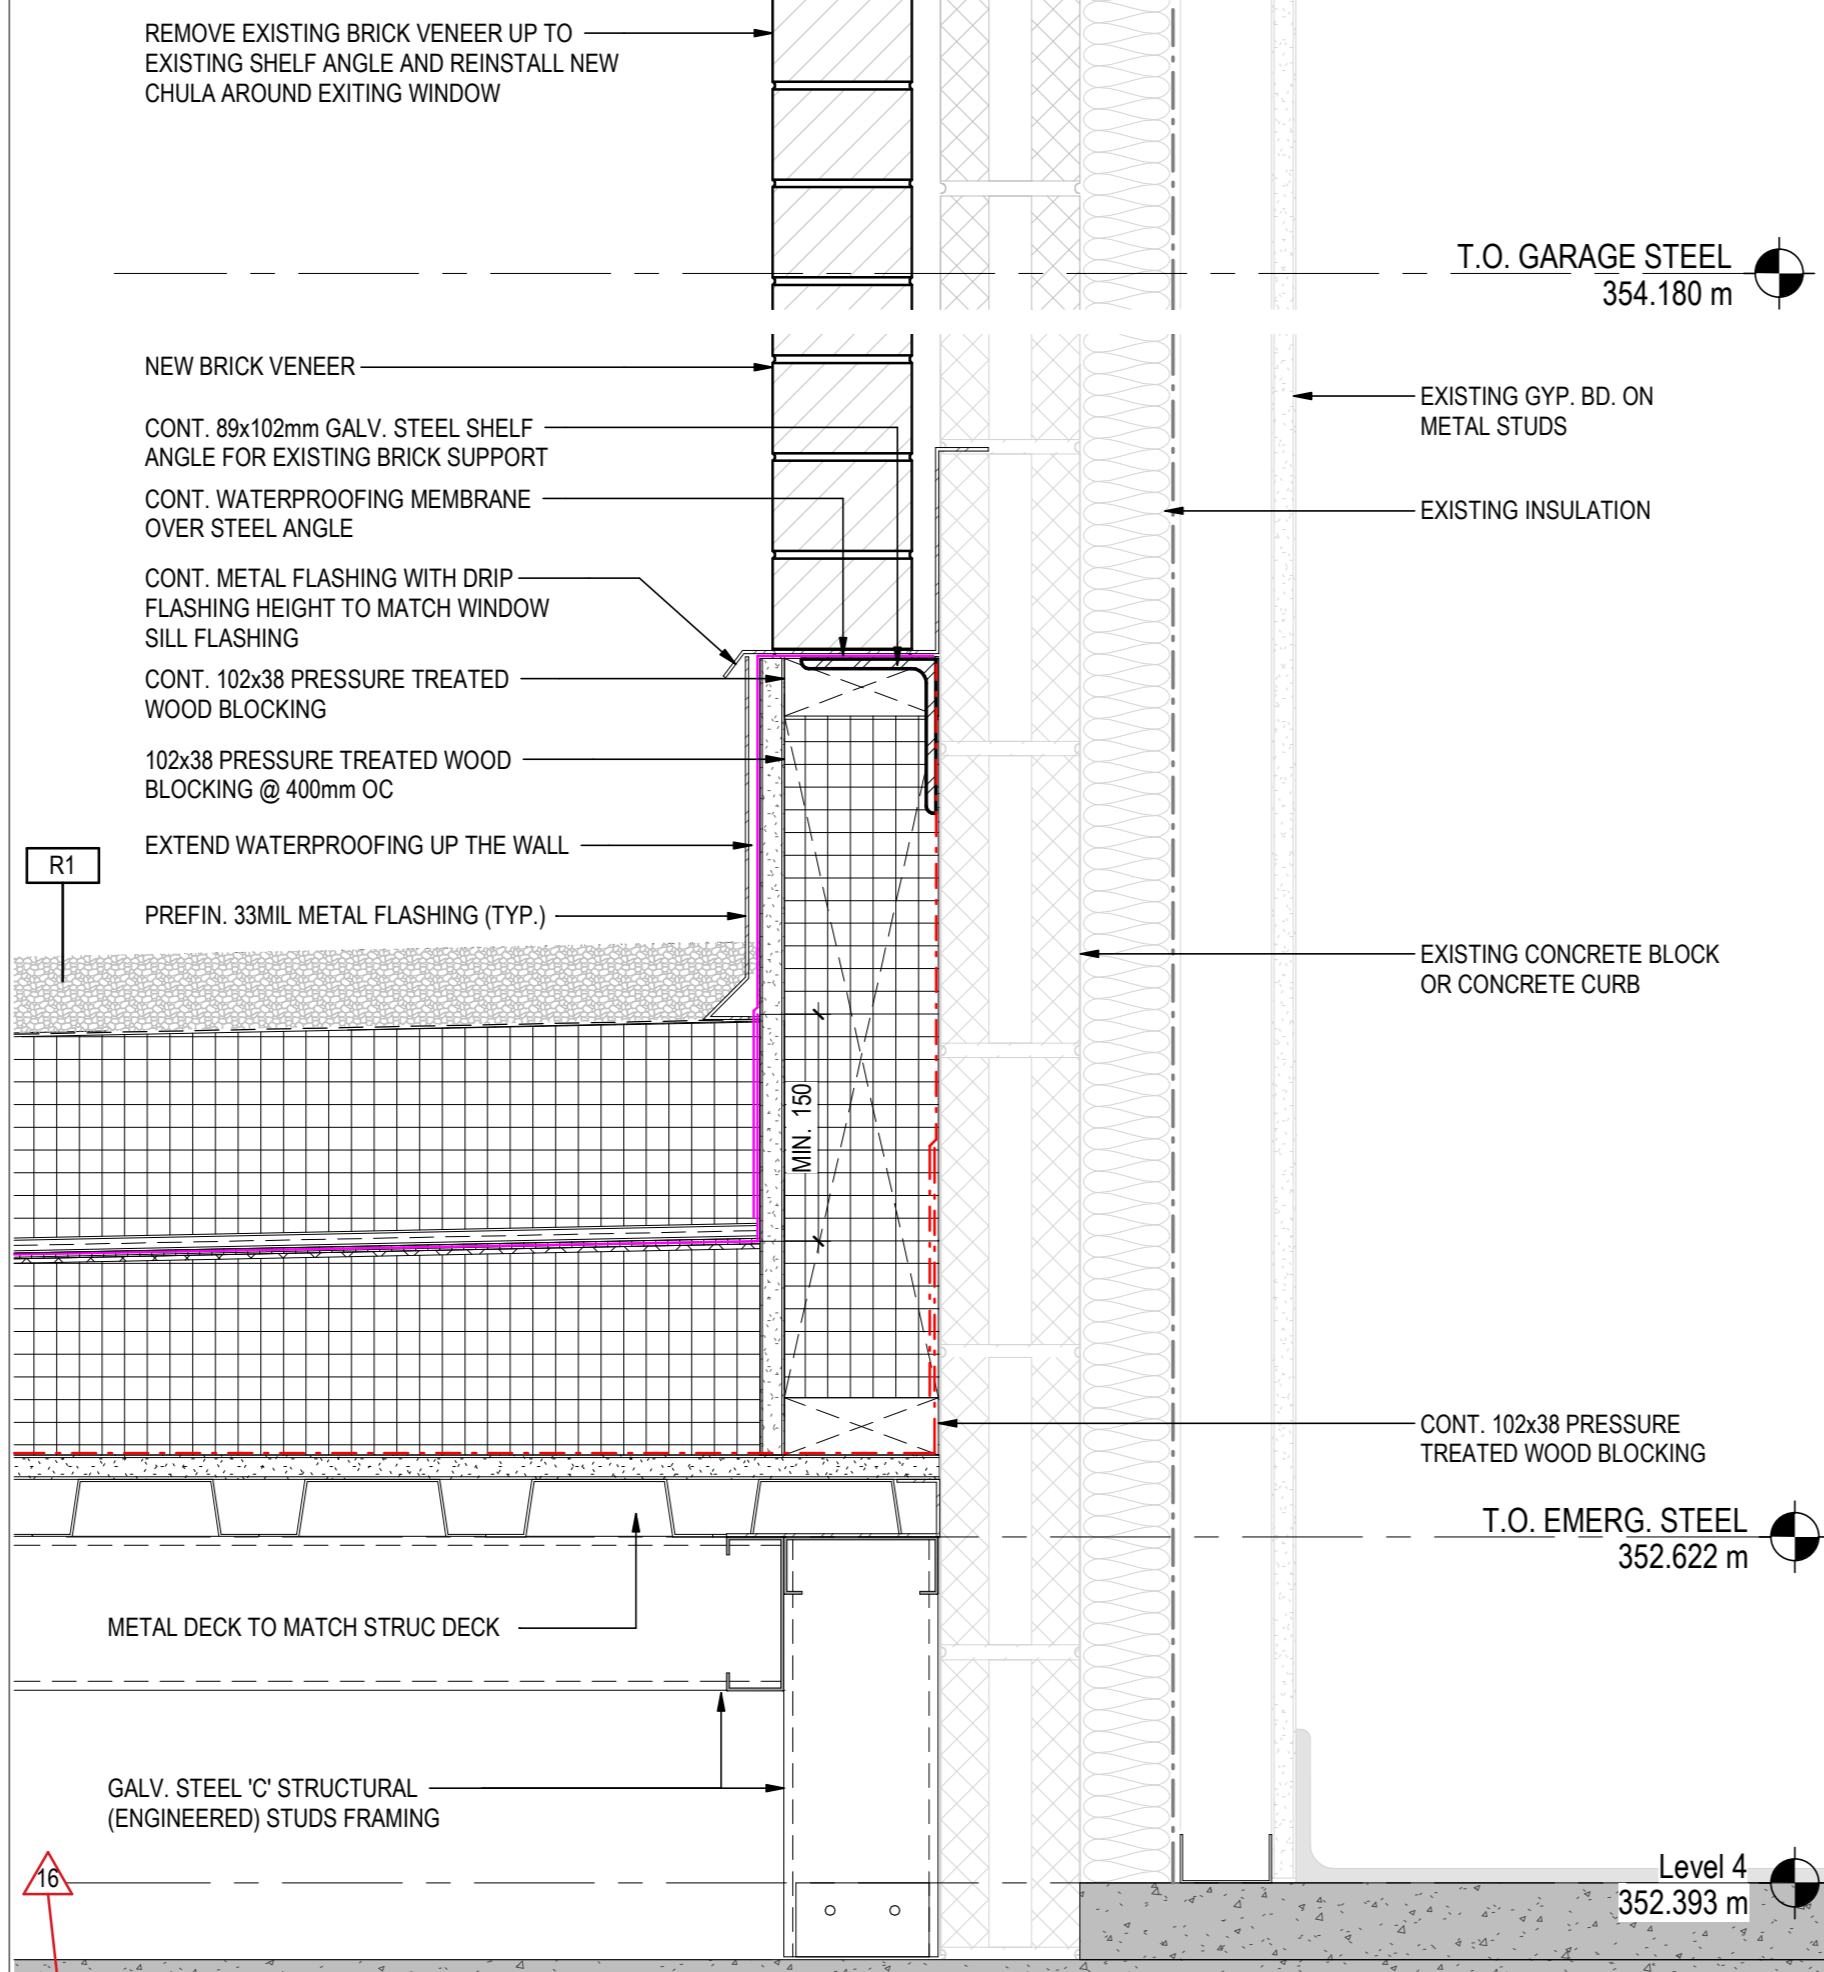 REMOVE EXISTING BRICK VENEER UP TO
EXISTING SHELF ANGLE AND REINSTALL NEW
CHULA AROUND EXITING WINDOW
T.O. GARAGE STEEL
354.180 m
NEW BRICK VENEER
CONT. 89x102mm GALV. STEEL SHELF
ANGLE FOR EXISTING BRICK SUPPORT
CONT. WATERPROOFING MEMBRANE
OVER STEEL ANGLE
CONT. METAL FLASHING WITH DRIP
FLASHING HEIGHT TO MATCH WINDOW
SILL FLASHING
CONT. 102x38 PRESSURE TREATED
WOOD BLOCKING
102x38 PRESSURE TREATED WOOD
BLOCKING @ 400mm OC
EXTEND WATERPROOFING UP THE WALL
R1
PREFIN. 33MIL METAL FLASHING (TYP.)
EXISTING GYP. BD. ON
METAL STUDS
EXISTING INSULATION
EXISTING CONCRETE BLOCK
OR CONCRETE CURB
MIN. 150
CONT. 102x38 PRESSURE
TREATED WOOD BLOCKING
T.O. EMERG. STEEL
352.622 m
METAL DECK TO MATCH STRUC DECK
GALV. STEEL 'C' STRUCTURAL
(ENGINEERED) STUDS FRAMING
16
Level 4
352.393 m